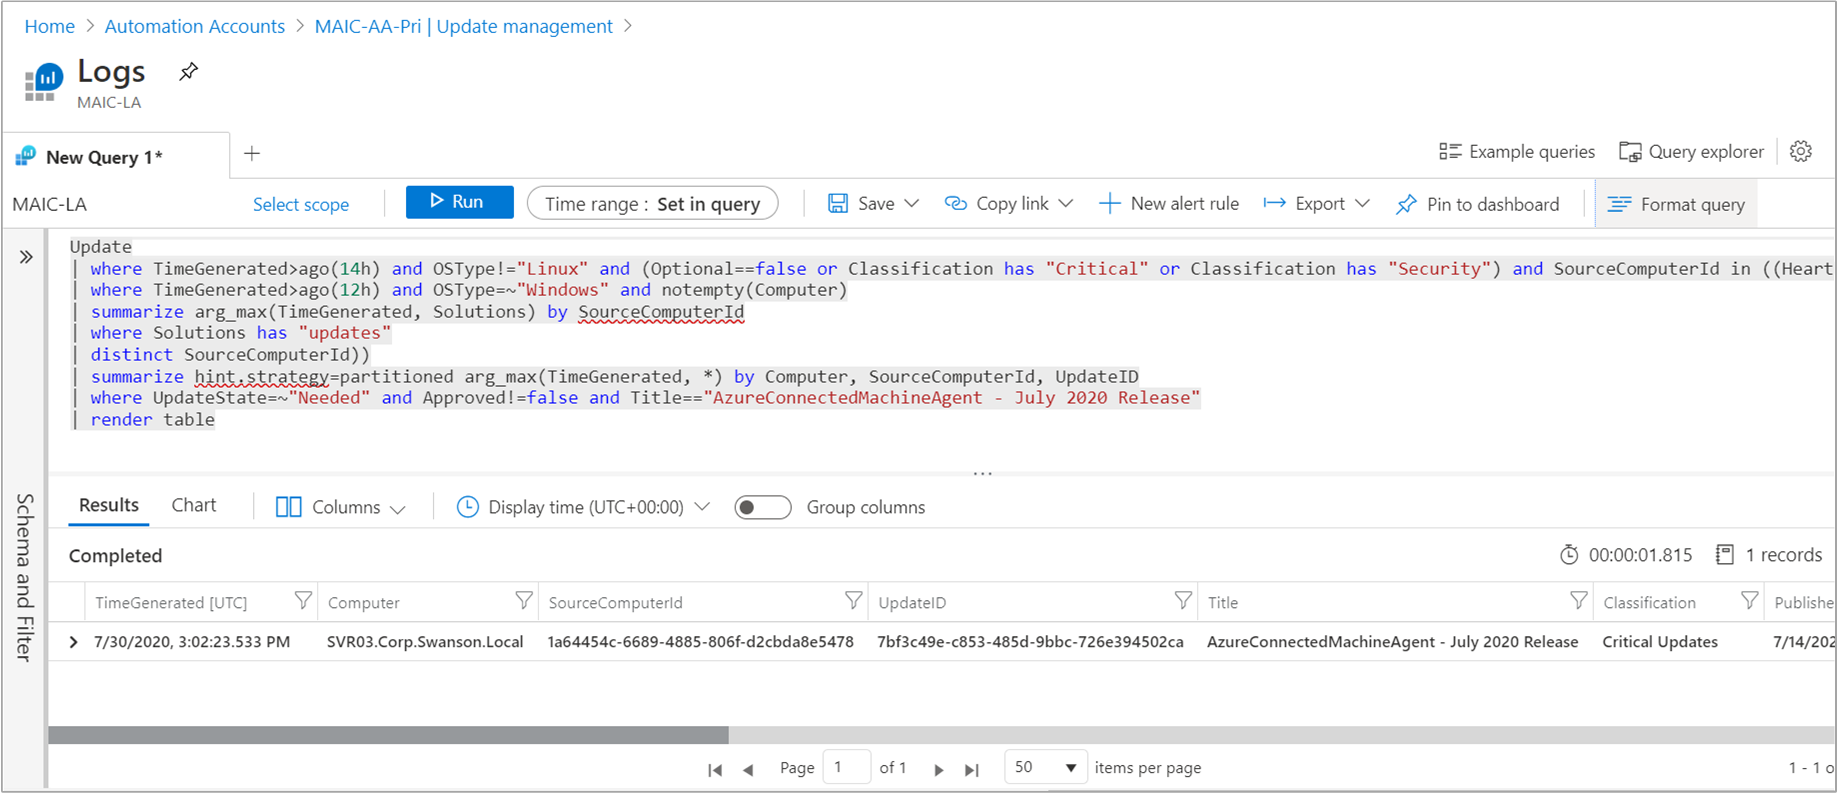 Home > Automation Accounts > MAIC-AA-Pri | Update management >
Logs
MAIC-LA
New Query 1*
Example queries
Query explorer
MAIC-LA
Select scope
Run
Time range : Set in query
Save
Copy link
New alert rule
Export
Pin to dashboard
Format query
Update
| where TimeGenerated>ago(14h) and OSType!="Linux" and (Optional==false or Classification has "Critical" or Classification has "Security") and SourceComputerId in ((Heart
| where TimeGenerated>ago(12h) and OSType=~"Windows" and notempty(Computer)
| summarize arg_max(TimeGenerated, Solutions) by SourceComputerId
| where Solutions has "updates"
| distinct SourceComputerId))
| summarize hint.strategy=partitioned arg_max(TimeGenerated, *) by Computer, SourceComputerId, UpdateID
| where UpdateState=~"Needed" and Approved!=false and Title=="AzureConnectedMachineAgent - July 2020 Release"
| render table
...
Schema and Filter
Results
Chart
Columns
Display time (UTC+00:00)
Group columns
Completed
00:00:01.815
1 records
TimeGenerated [UTC]
Computer
SourceComputerId
UpdateID
Title
Classification
Publishe
7/30/2020, 3:02:23.533 PM
SVR03.Corp.Swanson.Local
1a64454c-6689-4885-806f-d2cbda8e5478
7bf3c49e-c853-485d-9bbc-726e394502ca
AzureConnectedMachineAgent - July 2020 Release
Critical Updates
7/14/202
Page 1 of 1
50 items per page
1 - 1 o